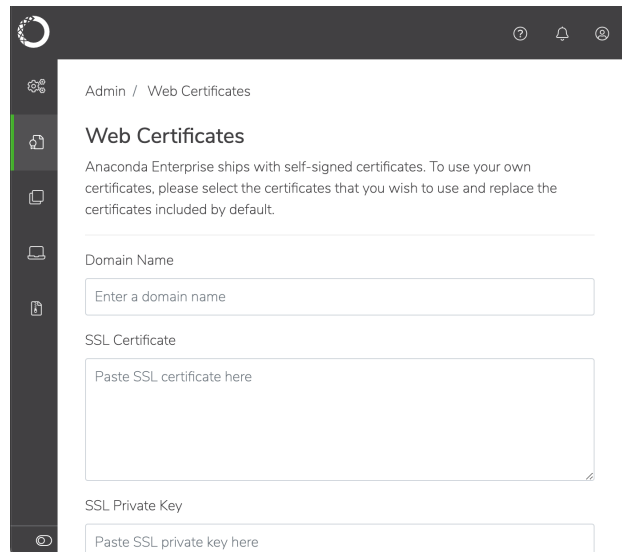 Admin / Web Certificates
Web Certificates
Anaconda Enterprise ships with self-signed certificates. To use your own
certificates, please select the certificates that you wish to use and replace the
certificates included by default.
Domain Name
Enter a domain name
SSL Certificate
Paste SSL certificate here
SSL Private Key
Paste SSL private key here